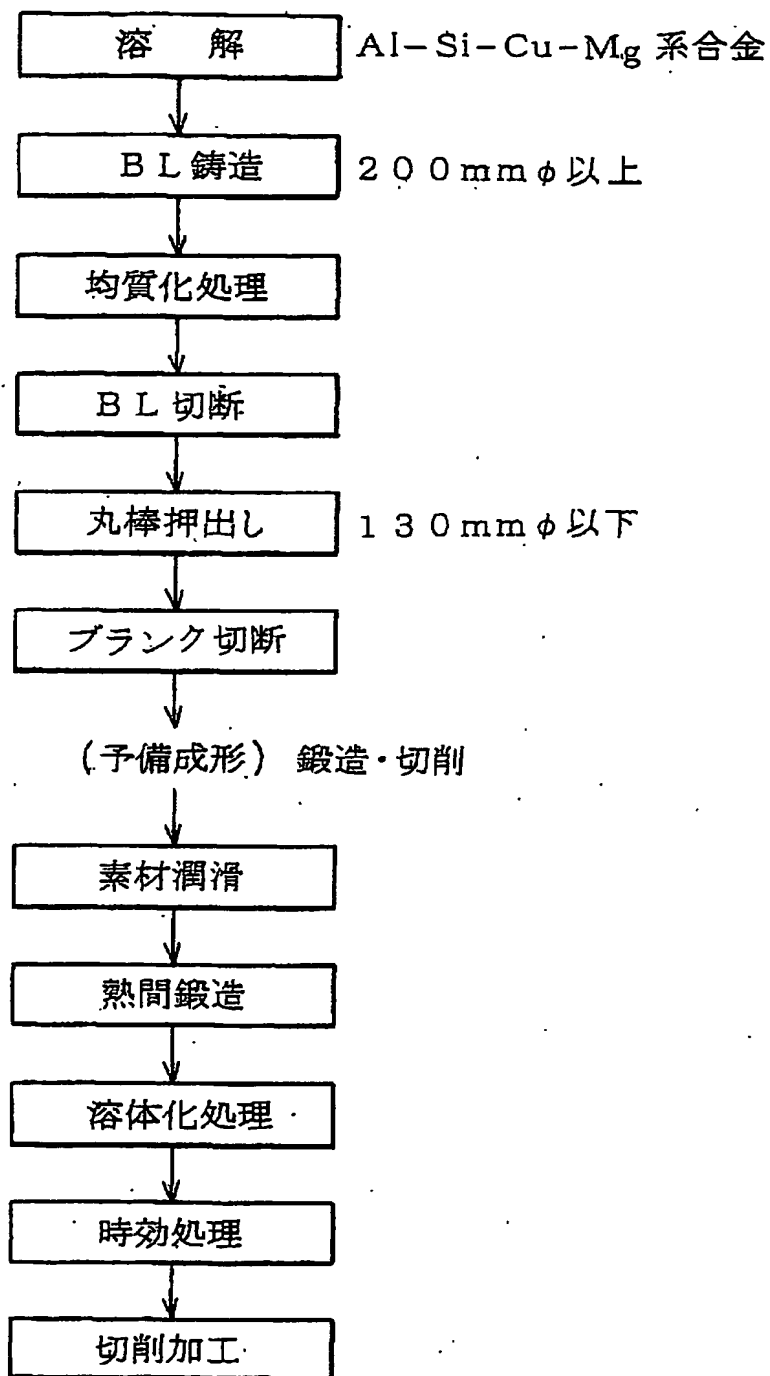 溶　解　Al-Si-Cu-Mg 系合金
ＢＬ鋳造　２００ｍｍφ以上
均質化処理
ＢＬ切断
丸棒押出し　１３０ｍｍφ以下
ブランク切断
(予備成形) 鍛造・切削
素材潤滑
熱間鍛造
溶体化処理
時効処理
切削加工